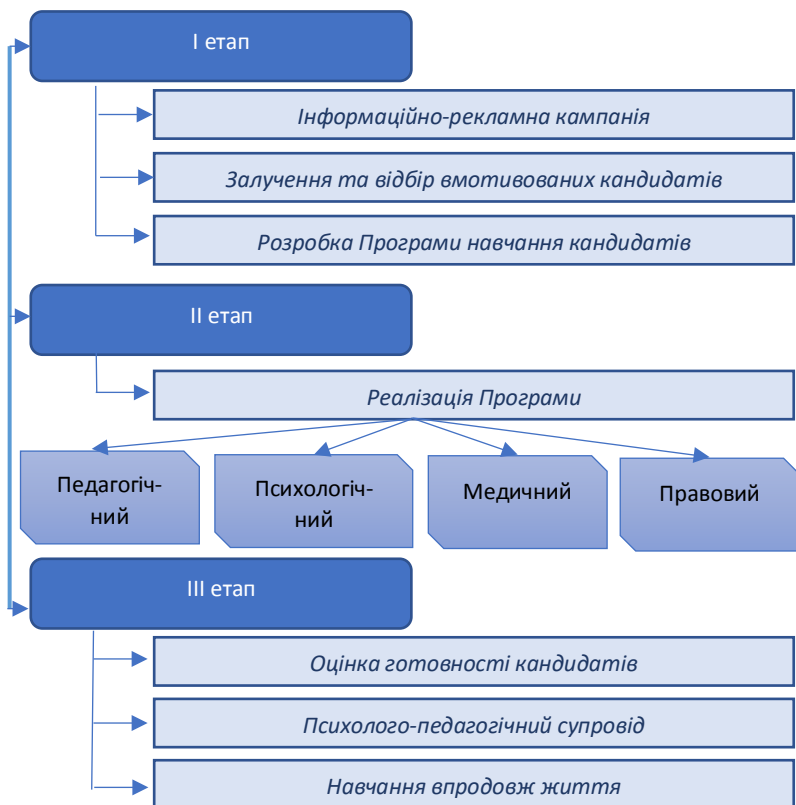 І етап
Інформаційно-рекламна кампанія
Залучення та відбір вмотивованих кандидатів
Розробка Програми навчання кандидатів
ІІ етап
Реалізація Програми
Педагогіч-
ний
Психологіч-
ний
Медичний
Правовий
ІІІ етап
Оцінка готовності кандидатів
Психолого-педагогічний супровід
Навчання впродовж життя